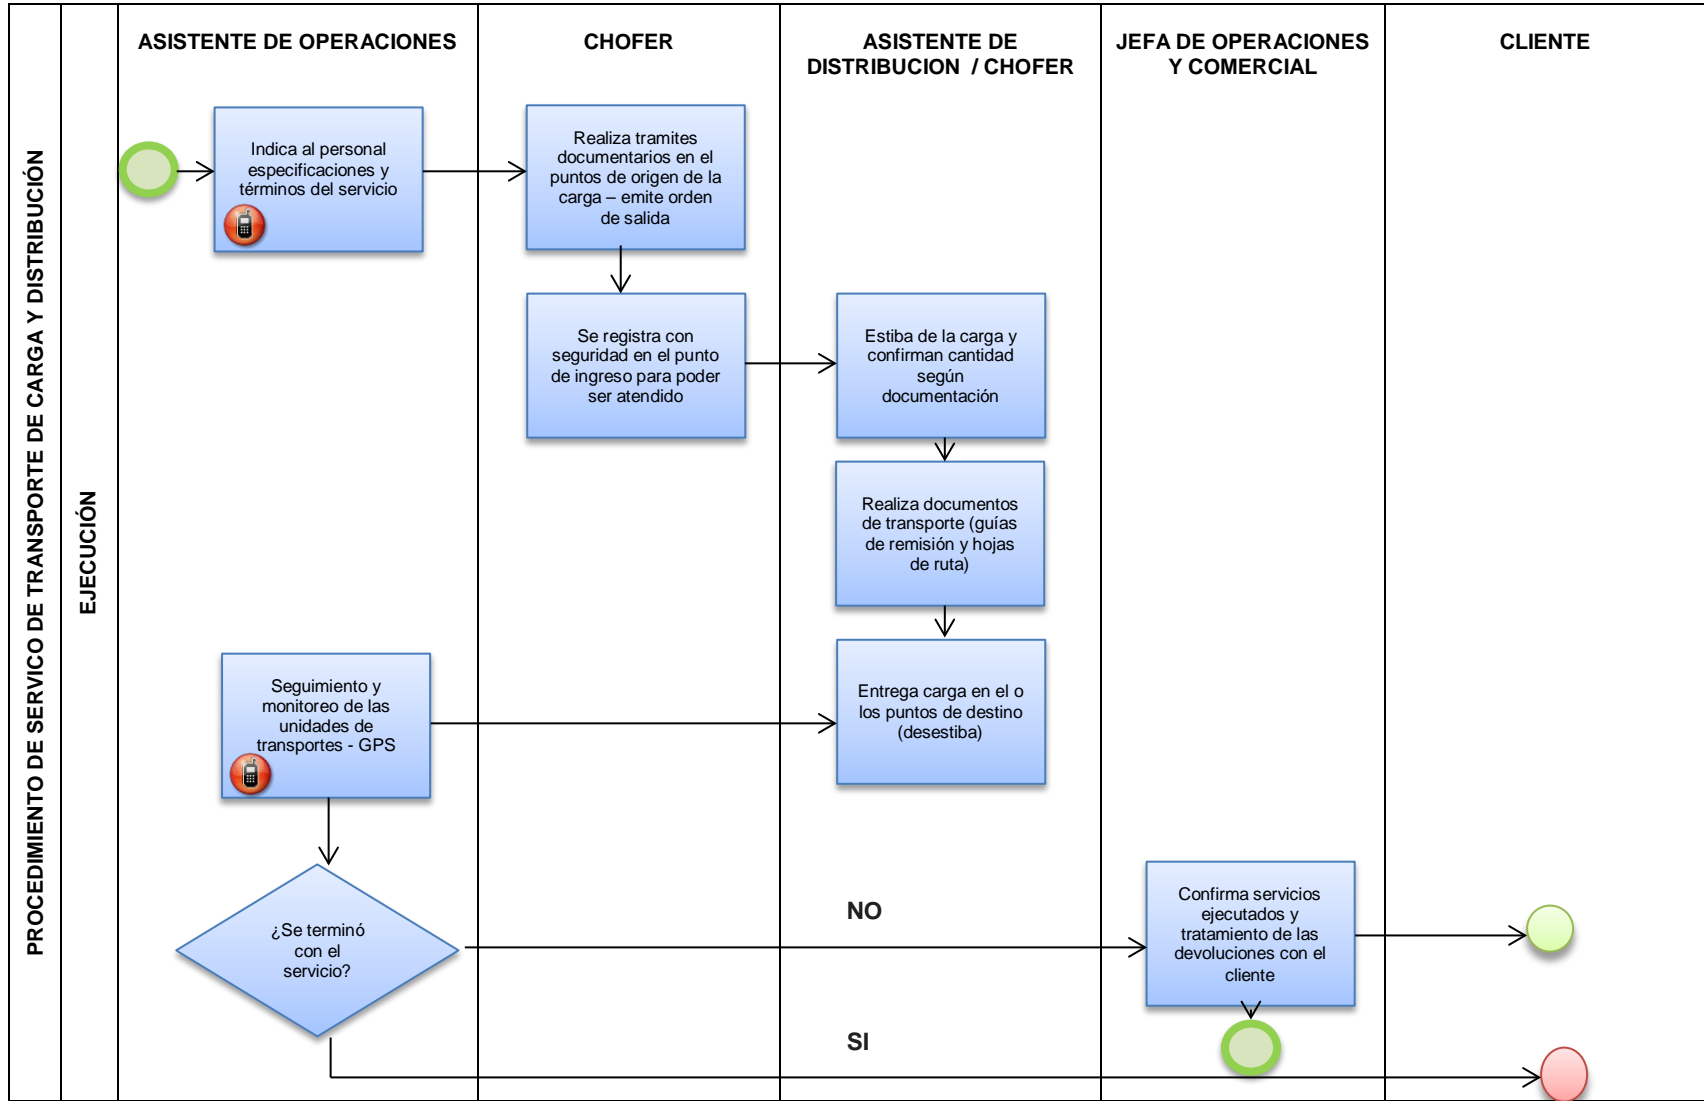 PROCEDIMIENTO DE SERVICO DE TRANSPORTE DE CARGA Y DISTRIBUCIÓN
EJECUCIÓN
ASISTENTE DE OPERACIONES
CHOFER
ASISTENTE DE
DISTRIBUCION / CHOFER
JEFA DE OPERACIONES
Y COMERCIAL
CLIENTE
Indica al personal
especificaciones y
términos del servicio
Realiza tramites
documentarios en el
puntos de origen de la
carga – emite orden
de salida
Se registra con
seguridad en el punto
de ingreso para poder
ser atendido
Estiba de la carga y
confirman cantidad
según
documentación
Realiza documentos
de transporte (guías
de remisión y hojas
de ruta)
Seguimiento y
monitoreo de las
unidades de
transportes - GPS
Entrega carga en el o
los puntos de destino
(desestiba)
¿Se terminó
con el
servicio?
NO
Confirma servicios
ejecutados y
tratamiento de las
devoluciones con el
cliente
SI